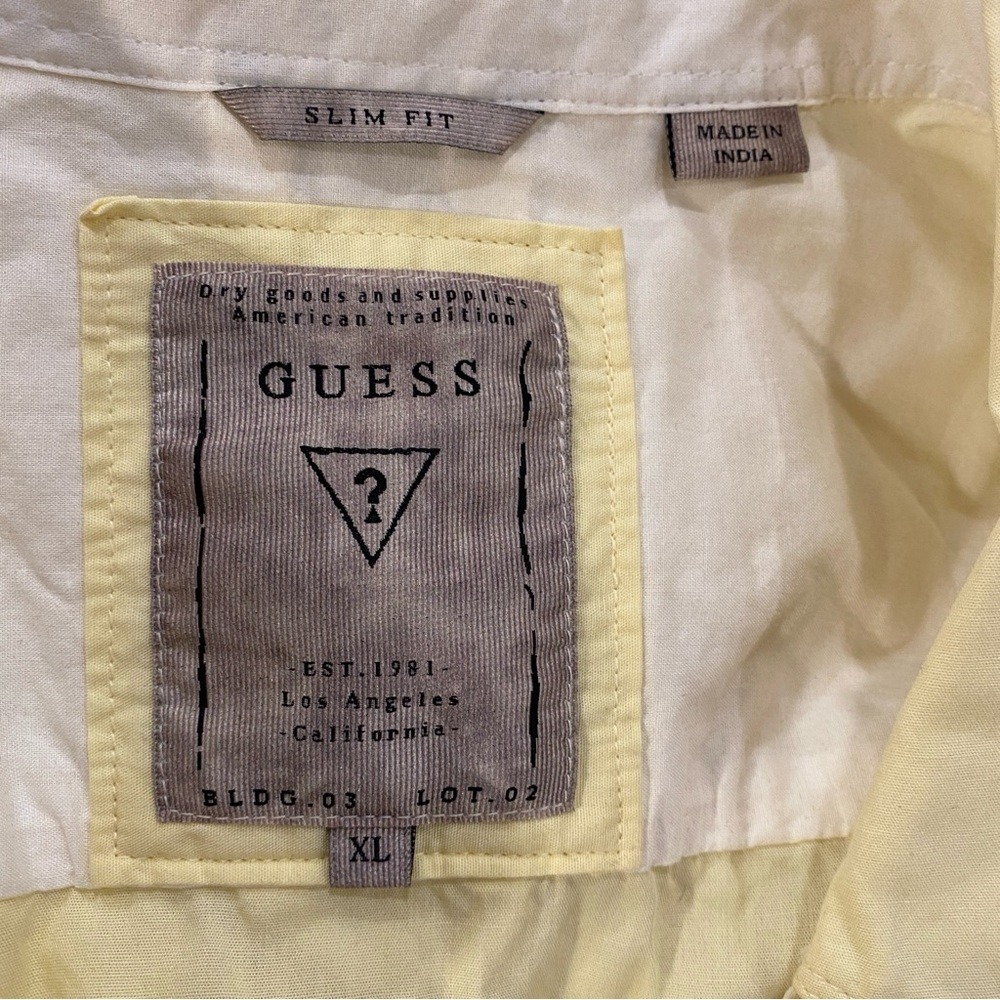 SLIM FIT
MADE IN
INDIA
Dry goods and supplies
American tradition
GUESS
?
-EST. 1981-
Los Angeles
-California-
BLDG.03 LOT.02
XL